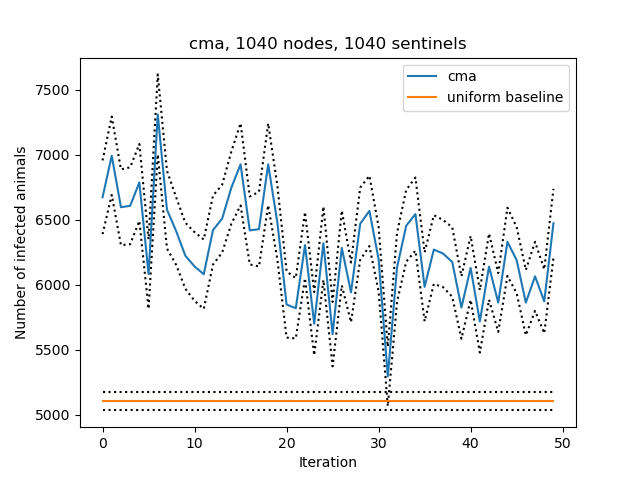 cma, 1040 nodes, 1040 sentinels
cma
uniform baseline
Number of infected animals
7500
7000
6500
6000
5500
5000
0 10 20 30 40 50
Iteration